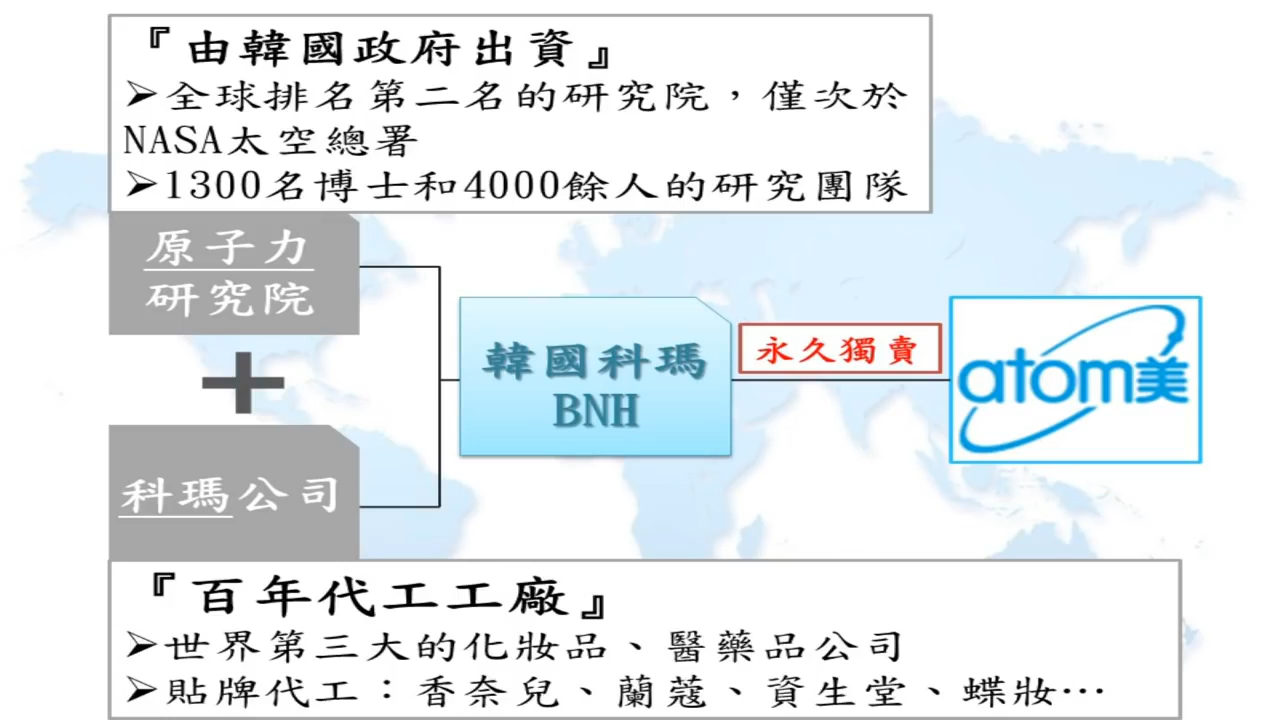 『由韓國政府出資』
➢全球排名第二名的研究院，僅次於
NASA太空總署
➢1300名博士和4000餘人的研究團隊
原子力
研究院
+
科瑪公司
韓國科瑪
BNH
永久獨賣
atom美
『百年代工工廠』
➢世界第三大的化妝品、醫藥品公司
➢貼牌代工：香奈兒、蘭蔻、資生堂、蝶妝…